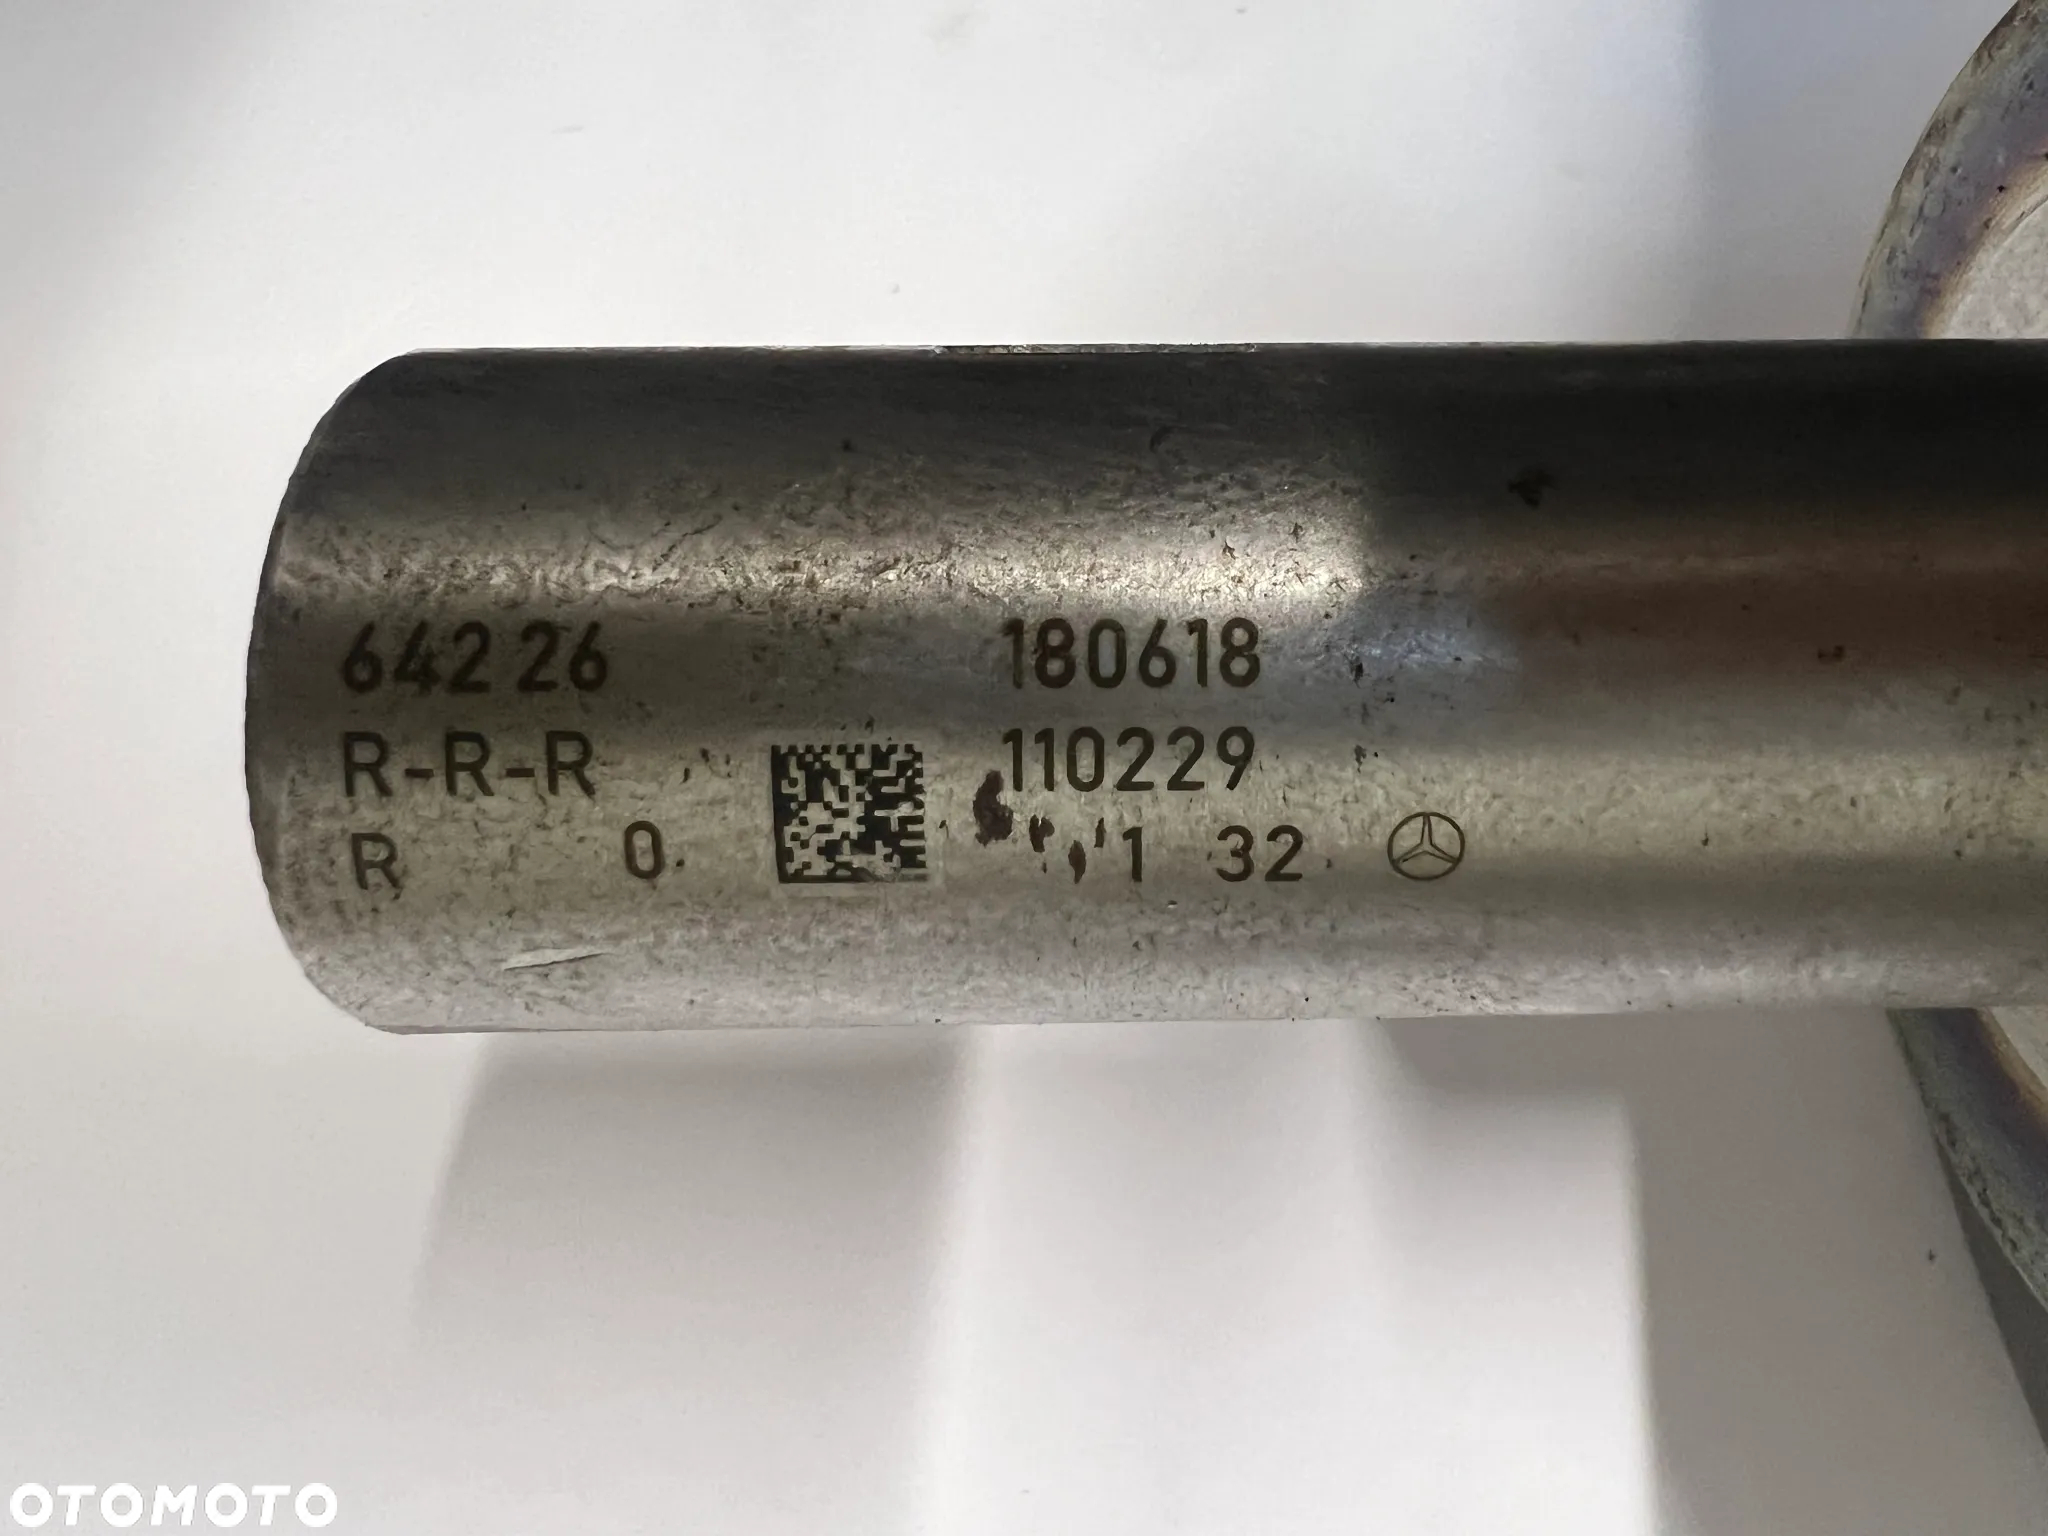 642 26 180618
R-R-R 110229
R 0 1 32
OTOMOTO